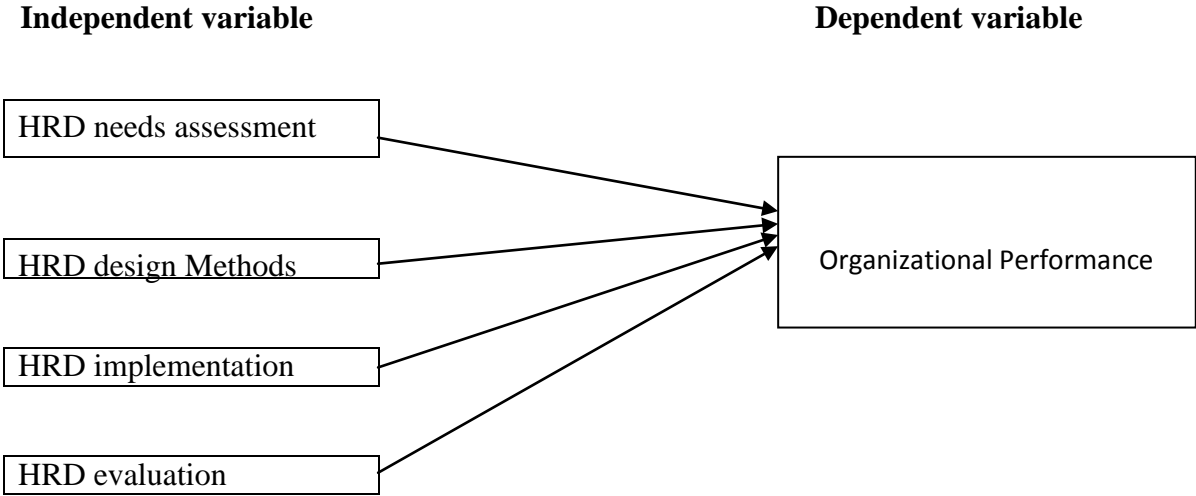 Independent variable
Dependent variable
HRD needs assessment
HRD design Methods
Organizational Performance
HRD implementation
HRD evaluation